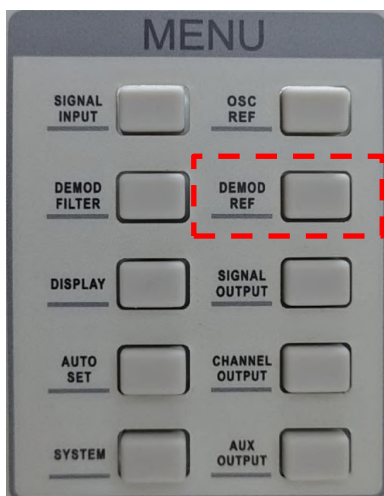 MENU
SIGNAL
INPUT
OSC
REF
DEMOD
FILTER
DEMOD
REF
DISPLAY
SIGNAL
OUTPUT
AUTO
SET
CHANNEL
OUTPUT
SYSTEM
AUX
OUTPUT